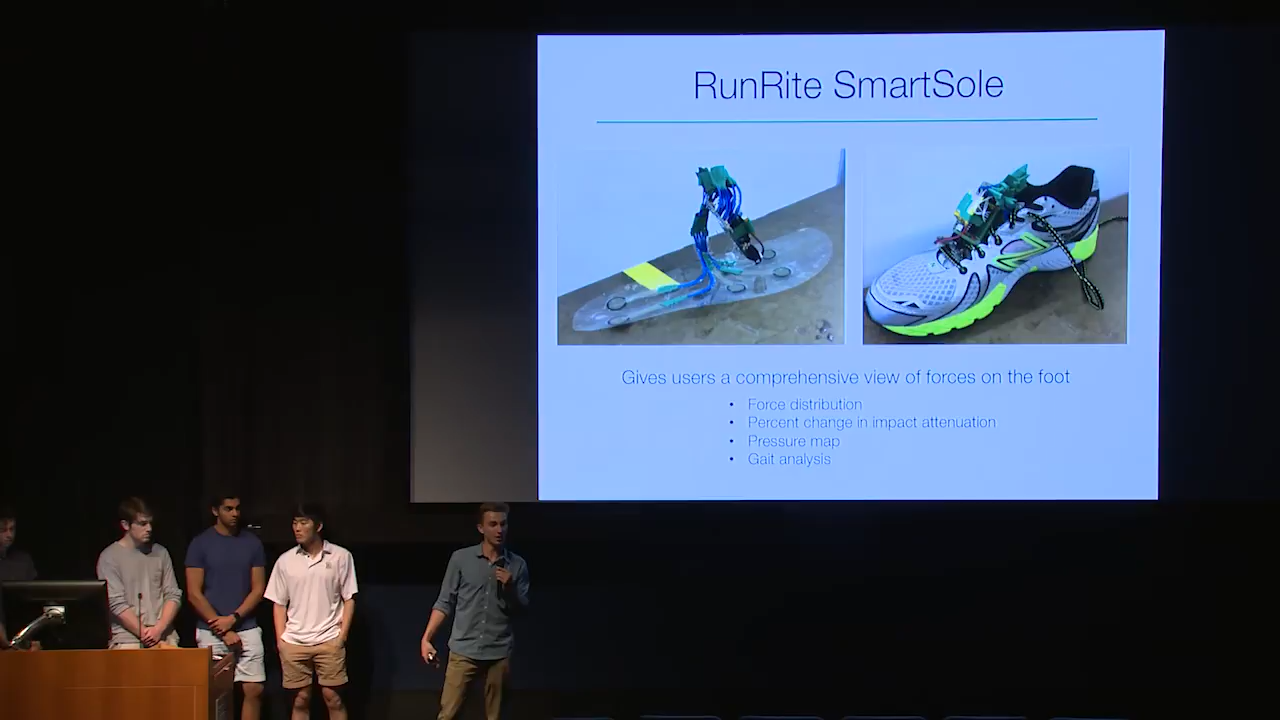 RunRite SmartSole
Gives users a comprehensive view of forces on the foot
• Force distribution
• Percent change in impact attenuation
• Pressure map
• Gait analysis